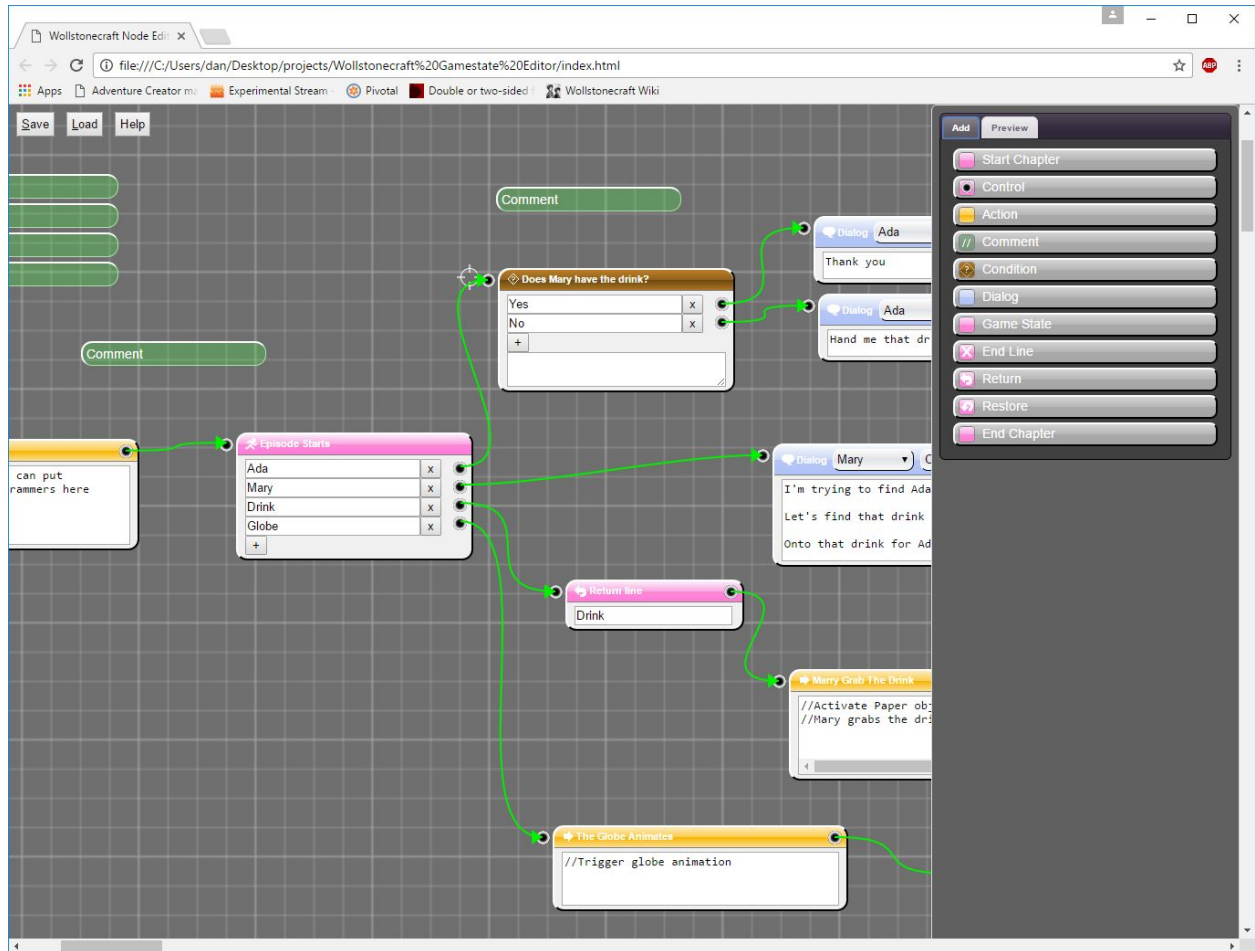 Wollstonecraft Node Edi
file:///C:/Users/dan/Desktop/projects/Wollstonecraft%20Gamestate%20Editor/index.html
ABP
Apps
Adventure Creator ma
Experimental Stream -
Pivotal
Double or two-sided
Wollstonecraft Wiki
Save
Load
Help
Comment
Does Mary have the drink?
Yes
x
No
x
+
Dialog
Ada
Thank you
Dialog
Ada
Hand me that dr
Comment
can put
rammers here
Episode Starts
Ada
x
Mary
x
Drink
x
Globe
x
+
Dialog
Mary
I'm trying to find Ada
Let's find that drink
Onto that drink for Ad
Return line
Drink
Marry Grab The Drink
//Activate Paper obj
//Mary grabs the dri
The Globe Animates
//Trigger globe animation
Add
Preview
Start Chapter
Control
Action
// Comment
Condition
Dialog
Game State
End Line
Return
Restore
End Chapter